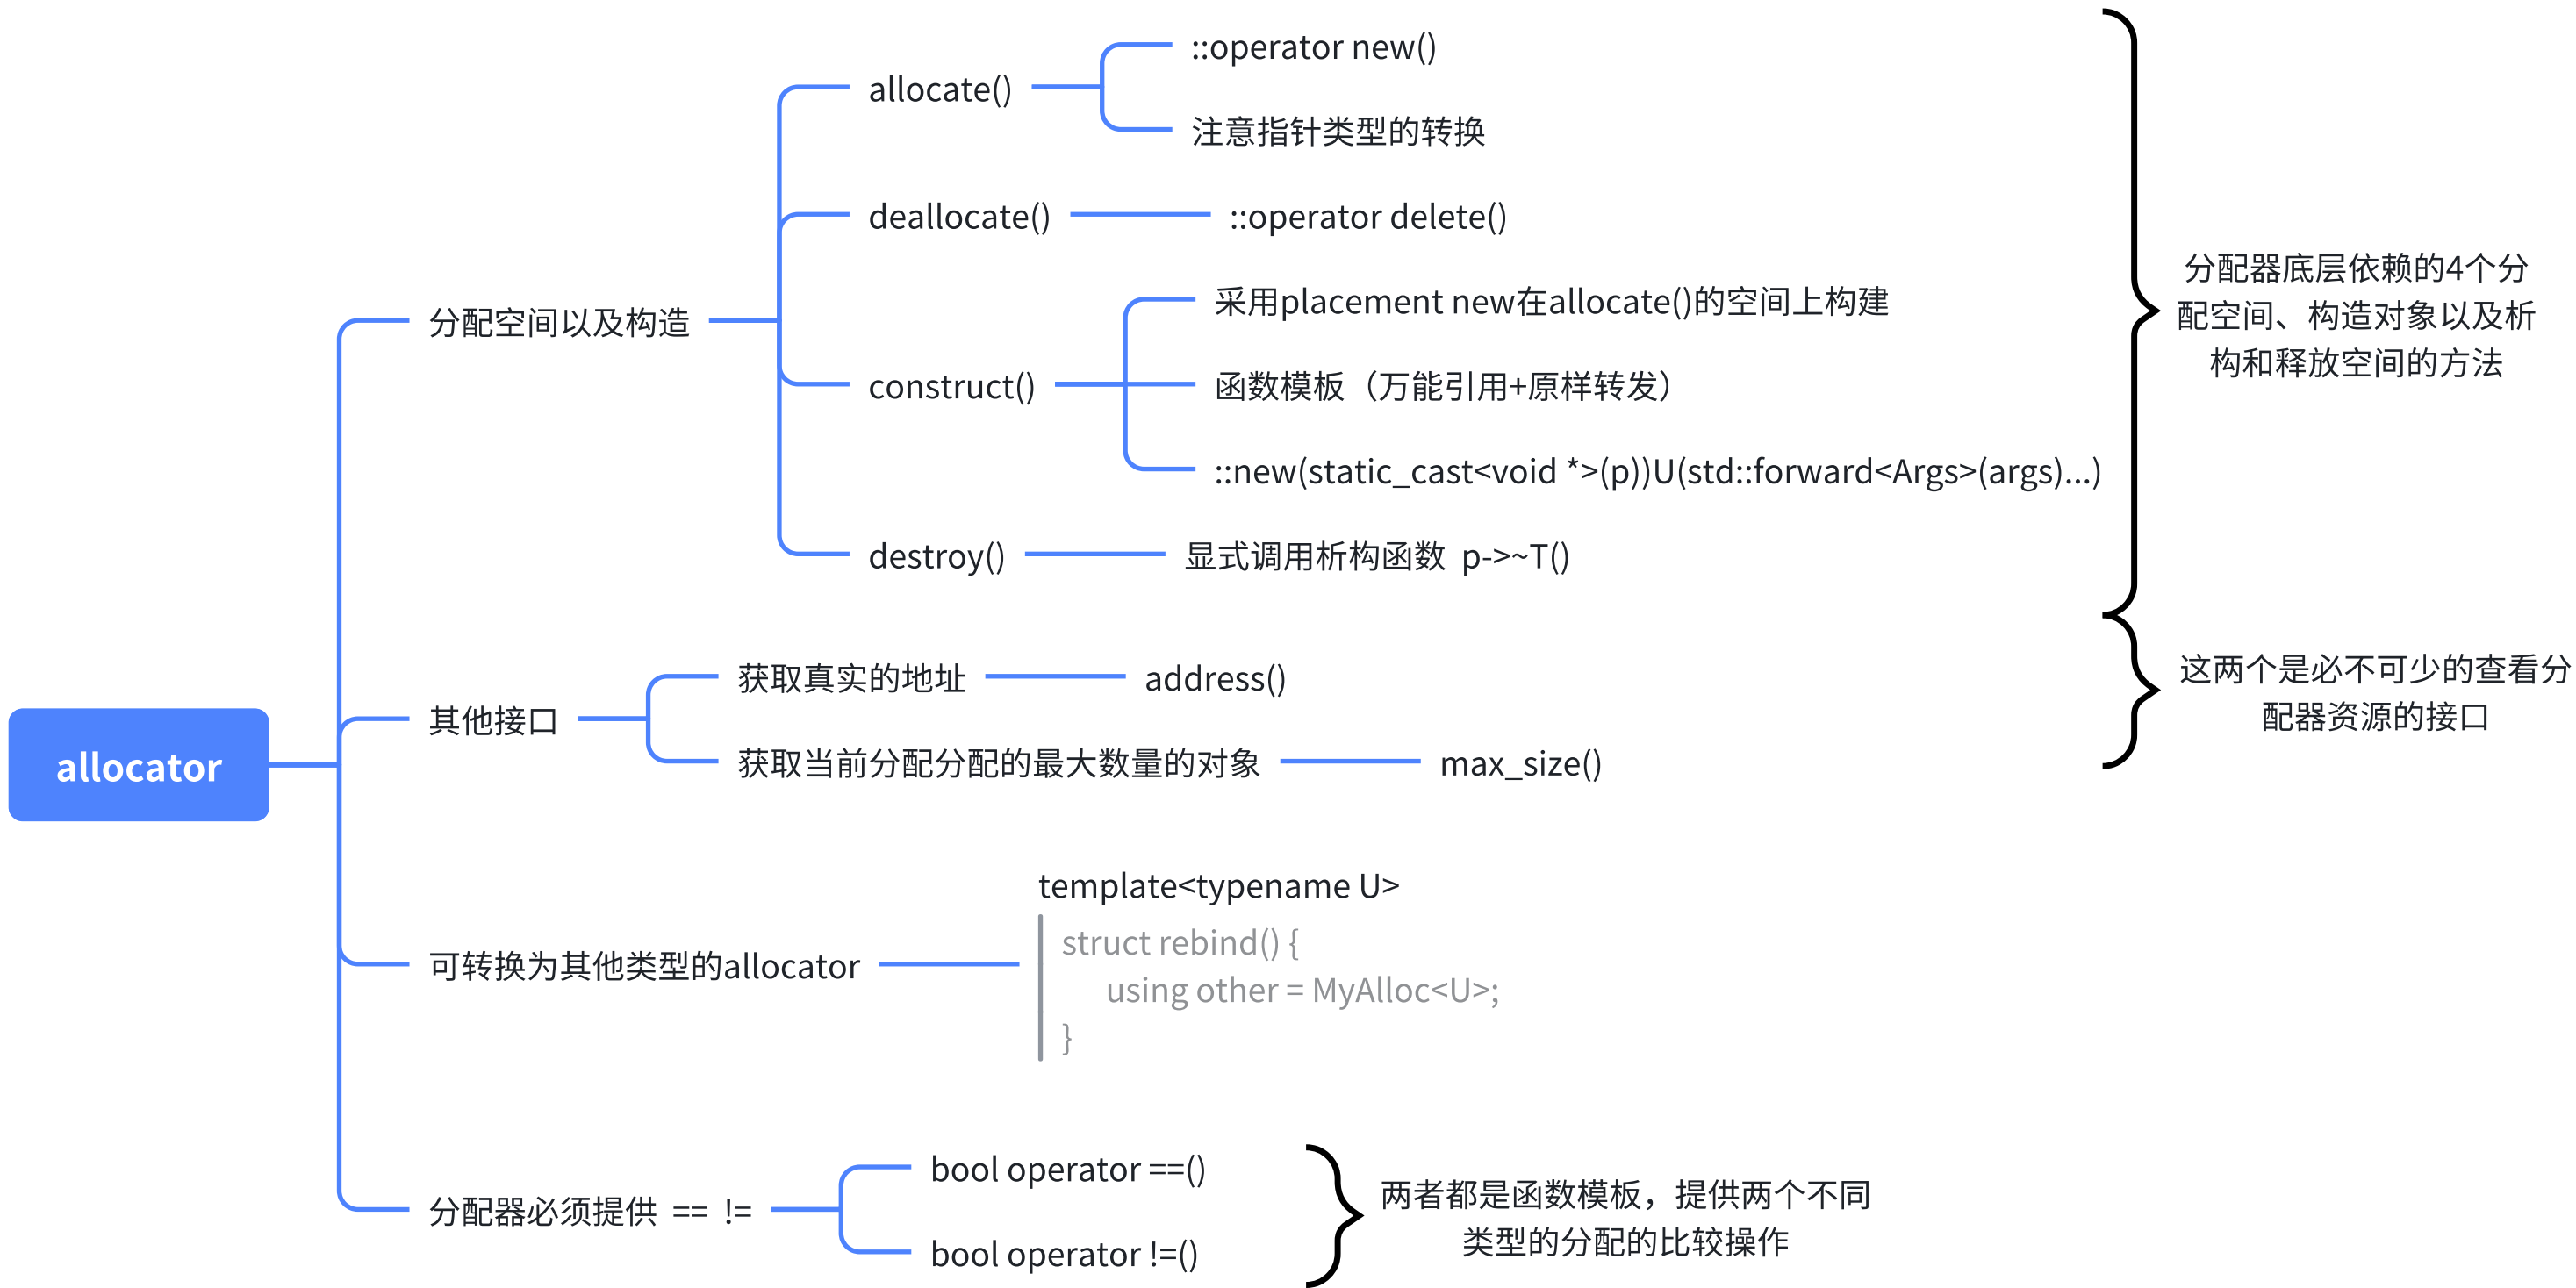 allocator
分配空间以及构造
allocate()
::operator new()
注意指针类型的转换
deallocate()
::operator delete()
construct()
采用placement new在allocate()的空间上构建
函数模板（万能引用+原样转发）
::new(static_cast<void *>(p))U(std::forward<Args>(args)...)
destroy()
显式调用析构函数 p->~T()
分配器底层依赖的4个分
配空间、构造对象以及析
构和释放空间的方法
其他接口
获取真实的地址
address()
获取当前分配分配的最大数量的对象
max_size()
这两个是必不可少的查看分
配器资源的接口
可转换为其他类型的allocator
template<typename U>
struct rebind() {
using other = MyAlloc<U>;
}
分配器必须提供 == !=
bool operator ==()
bool operator !=()
两者都是函数模板，提供两个不同
类型的分配的比较操作